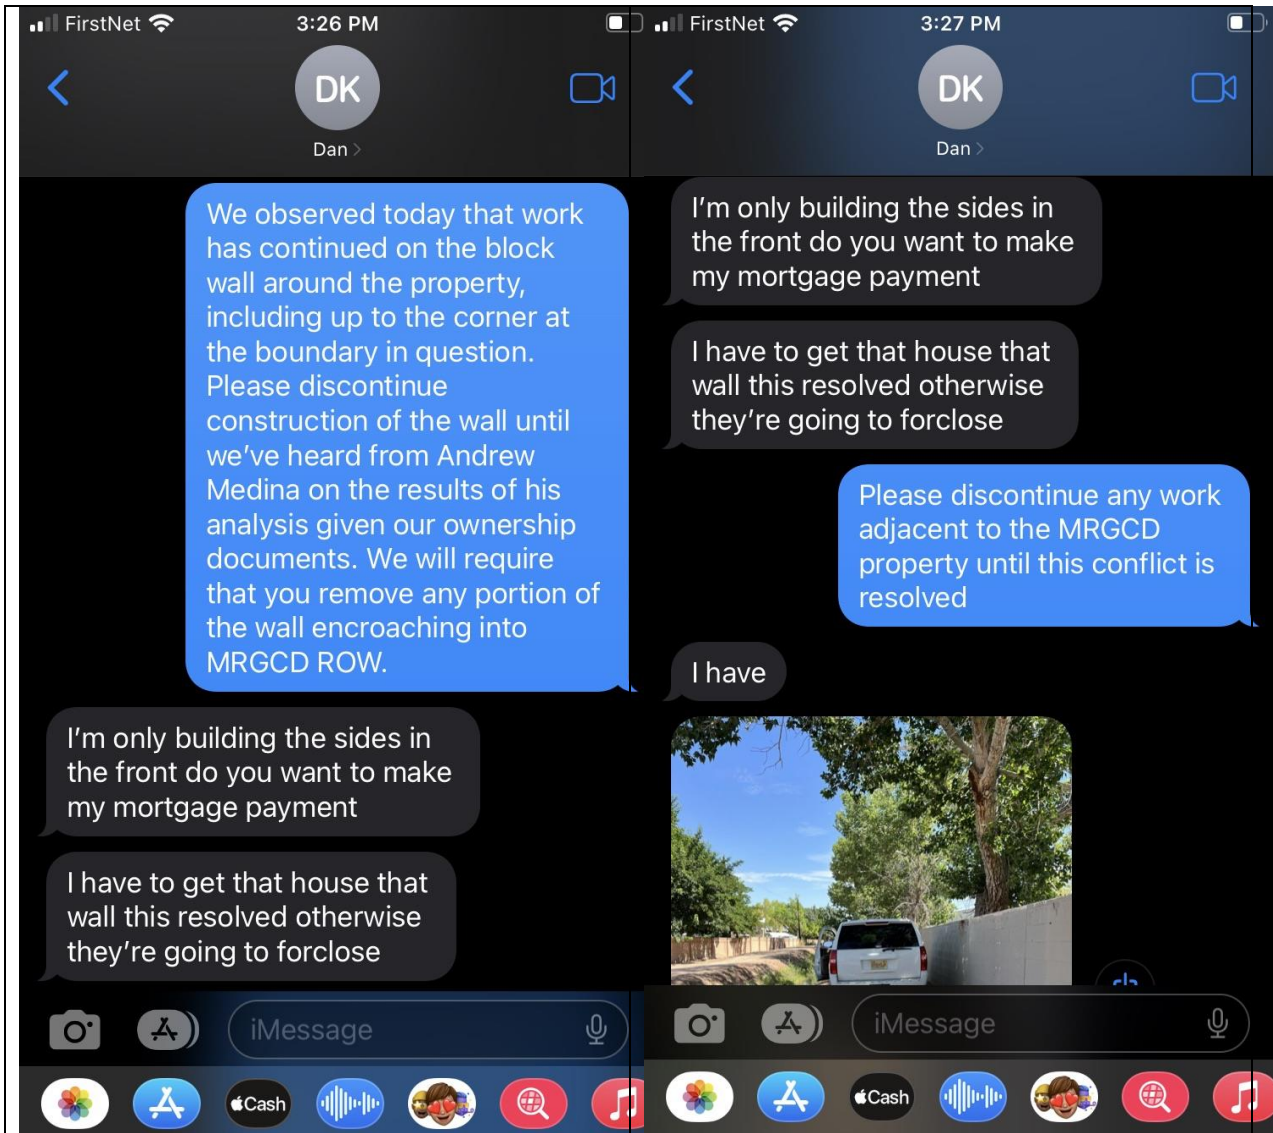 FirstNet
3:26 PM
DK
Dan
We observed today that work
has continued on the block
wall around the property,
including up to the corner at
the boundary in question.
Please discontinue
construction of the wall until
we've heard from Andrew
Medina on the results of his
analysis given our ownership
documents. We will require
that you remove any portion of
the wall encroaching into
MRGCD ROW.
I'm only building the sides in
the front do you want to make
my mortgage payment
I have to get that house that
wall this resolved otherwise
they're going to forclose
iMessage
Cash
FirstNet
3:27 PM
DK
Dan
I'm only building the sides in
the front do you want to make
my mortgage payment
I have to get that house that
wall this resolved otherwise
they're going to forclose
Please discontinue any work
adjacent to the MRGCD
property until this conflict is
resolved
I have
iMessage
Cash